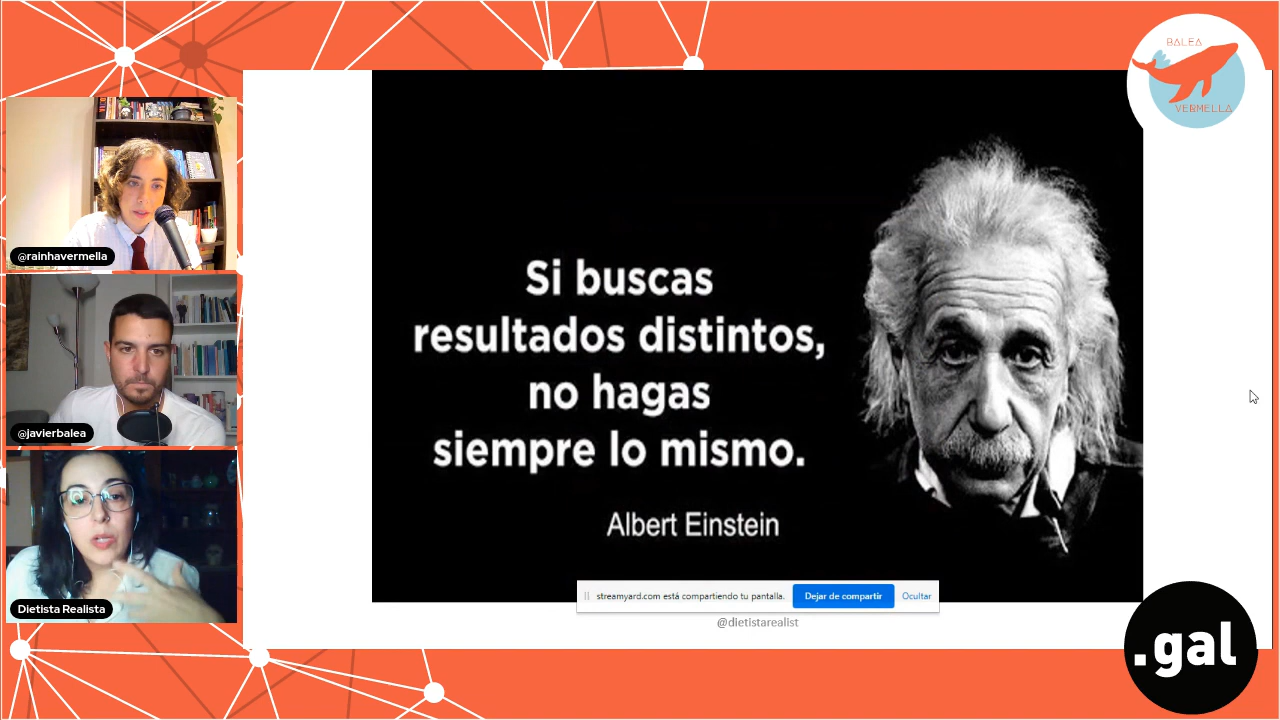 BALEA
VERMELLA
@rainhavermella
@javierbalea
Dietista Realista
Si buscas
resultados distintos,
no hagas
siempre lo mismo.
Albert Einstein
streamyard.com está compartiendo tu pantalla.
Dejar de compartir
Ocultar
@dietistarealist
.gal